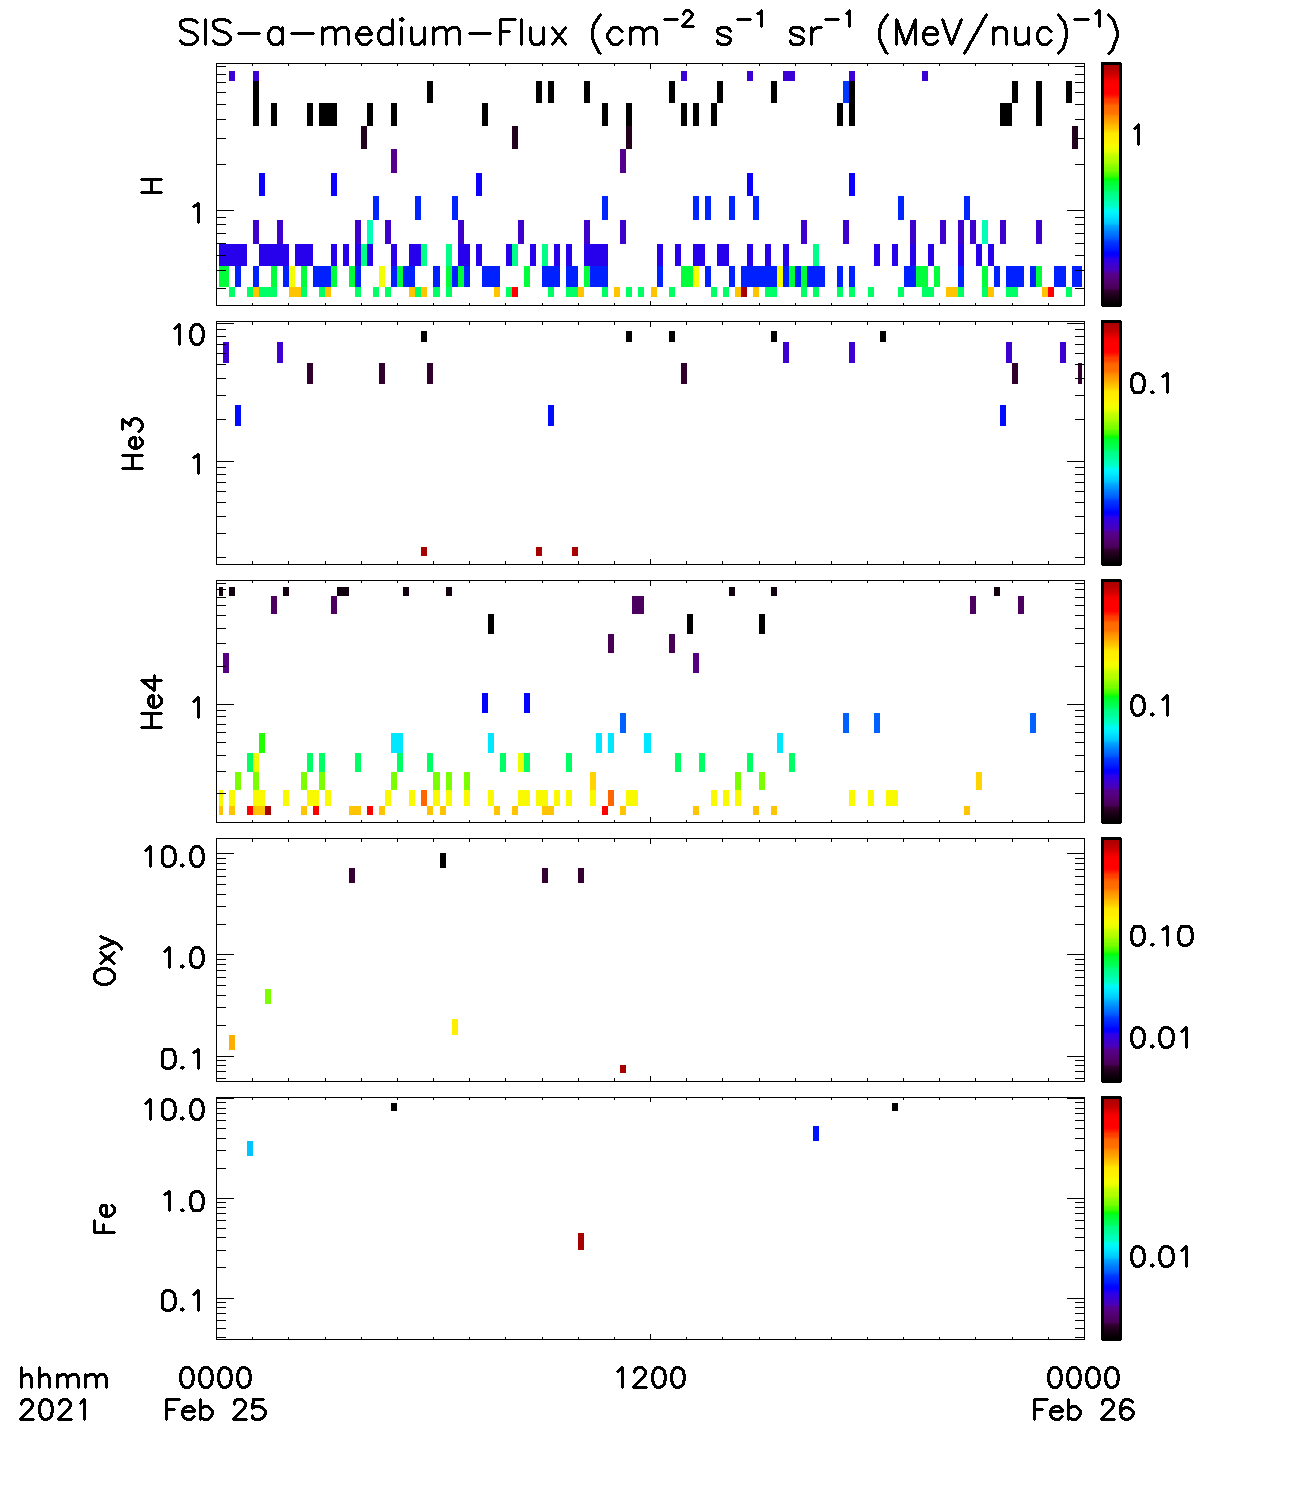 SIS-a-medium-Flux (cm⁻² s⁻¹ sr⁻¹ (MeV/nuc)⁻¹)
H
1
1
He3
10
1
0.1
He4
1
0.1
Oxy
10.0
1.0
0.1
0.10
0.01
Fe
10.0
1.0
0.1
0.01
hhmm 0000 1200 0000
2021 Feb 25 Feb 26